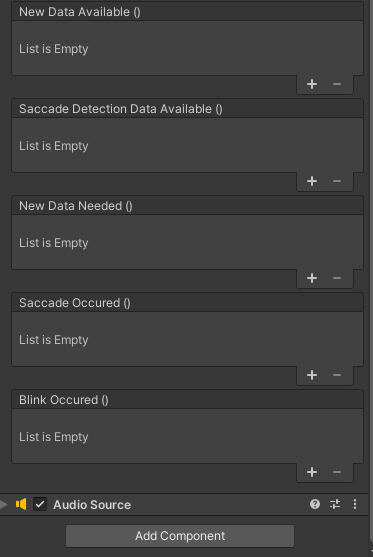 New Data Available ()
List is Empty
Saccade Detection Data Available ()
List is Empty
New Data Needed ()
List is Empty
Saccade Occured ()
List is Empty
Blink Occured ()
List is Empty
Audio Source
Add Component